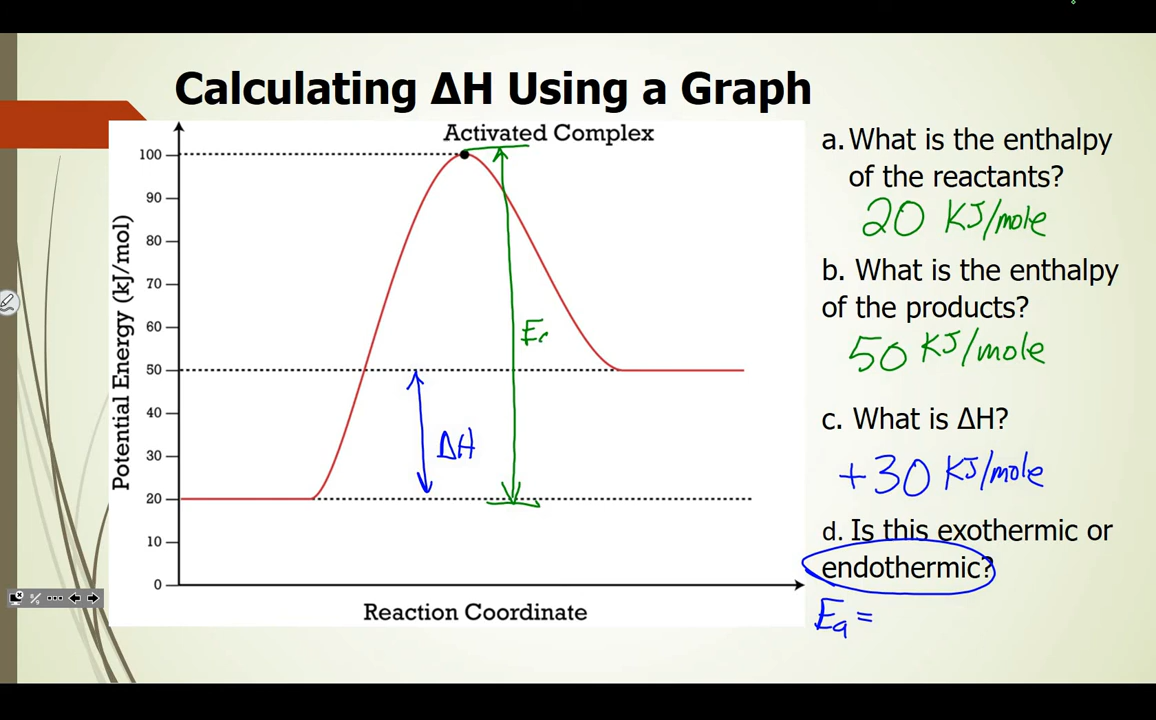 Calculating ΔH Using a Graph
Activated Complex
100
90
80
70
60
50
40
30
20
10
0
Potential Energy (kJ/mol)
Reaction Coordinate
ΔH
a. What is the enthalpy
of the reactants?
20 KJ/mole
b. What is the enthalpy
of the products?
50 KJ/mole
c. What is ΔH?
+30 KJ/mole
d. Is this exothermic or
endothermic?
Ea =